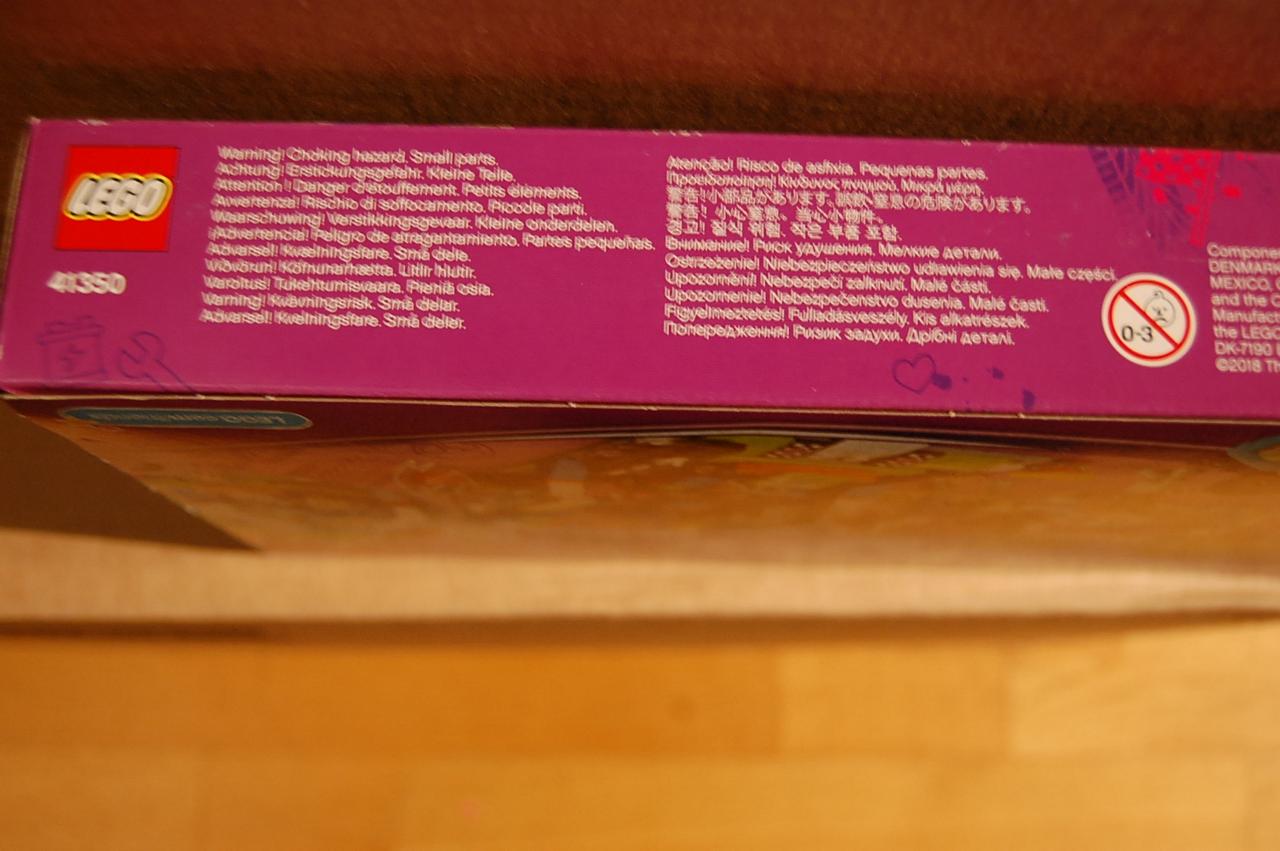 LEGO
41350
Warning! Choking hazard. Small parts.
Achtung! Erstickungsgefahr. Kleine Teile.
Attention ! Danger d'étouffement. Petits éléments.
Avvertenza! Rischio di soffocamento. Piccole parti.
Waarschuwing! Verstikkingsgevaar. Kleine onderdelen.
¡Advertencia! Peligro de atragantamiento. Partes pequeñas.
Advarsel! Kvælningsfare. Små dele.
Viðvörun! Köfnunarhætta. Litlir hlutir.
Varoitus! Tukehtumisvaara. Pieniä osia.
Varning! Kvävningsrisk. Små delar.
Advarsel! Kvelningsfare. Små deler.
Atenção! Risco de asfixia. Pequenas partes.
Προειδοποίηση! Κίνδυνος πνιγμού. Μικρά μέρη.
警告!小部品があります。誤飲、窒息の危険があります。
警告!小心窒息。当心小物件。
경고! 질식 위험. 작은 부품 포함.
Внимание! Риск удушения. Мелкие детали.
Ostrzeżenie! Niebezpieczeństwo udławienia się. Małe części.
Upozornění! Nebezpečí zalknutí. Malé části.
Upozornenie! Nebezpečenstvo dusenia. Malé časti.
Figyelmeztetés! Fulladásveszély. Kis alkatrészek.
Попередження! Ризик задухи. Дрібні деталі.
0-3
DENMARK
MEXICO,
and the
the LEGO
DK-7190
©2018